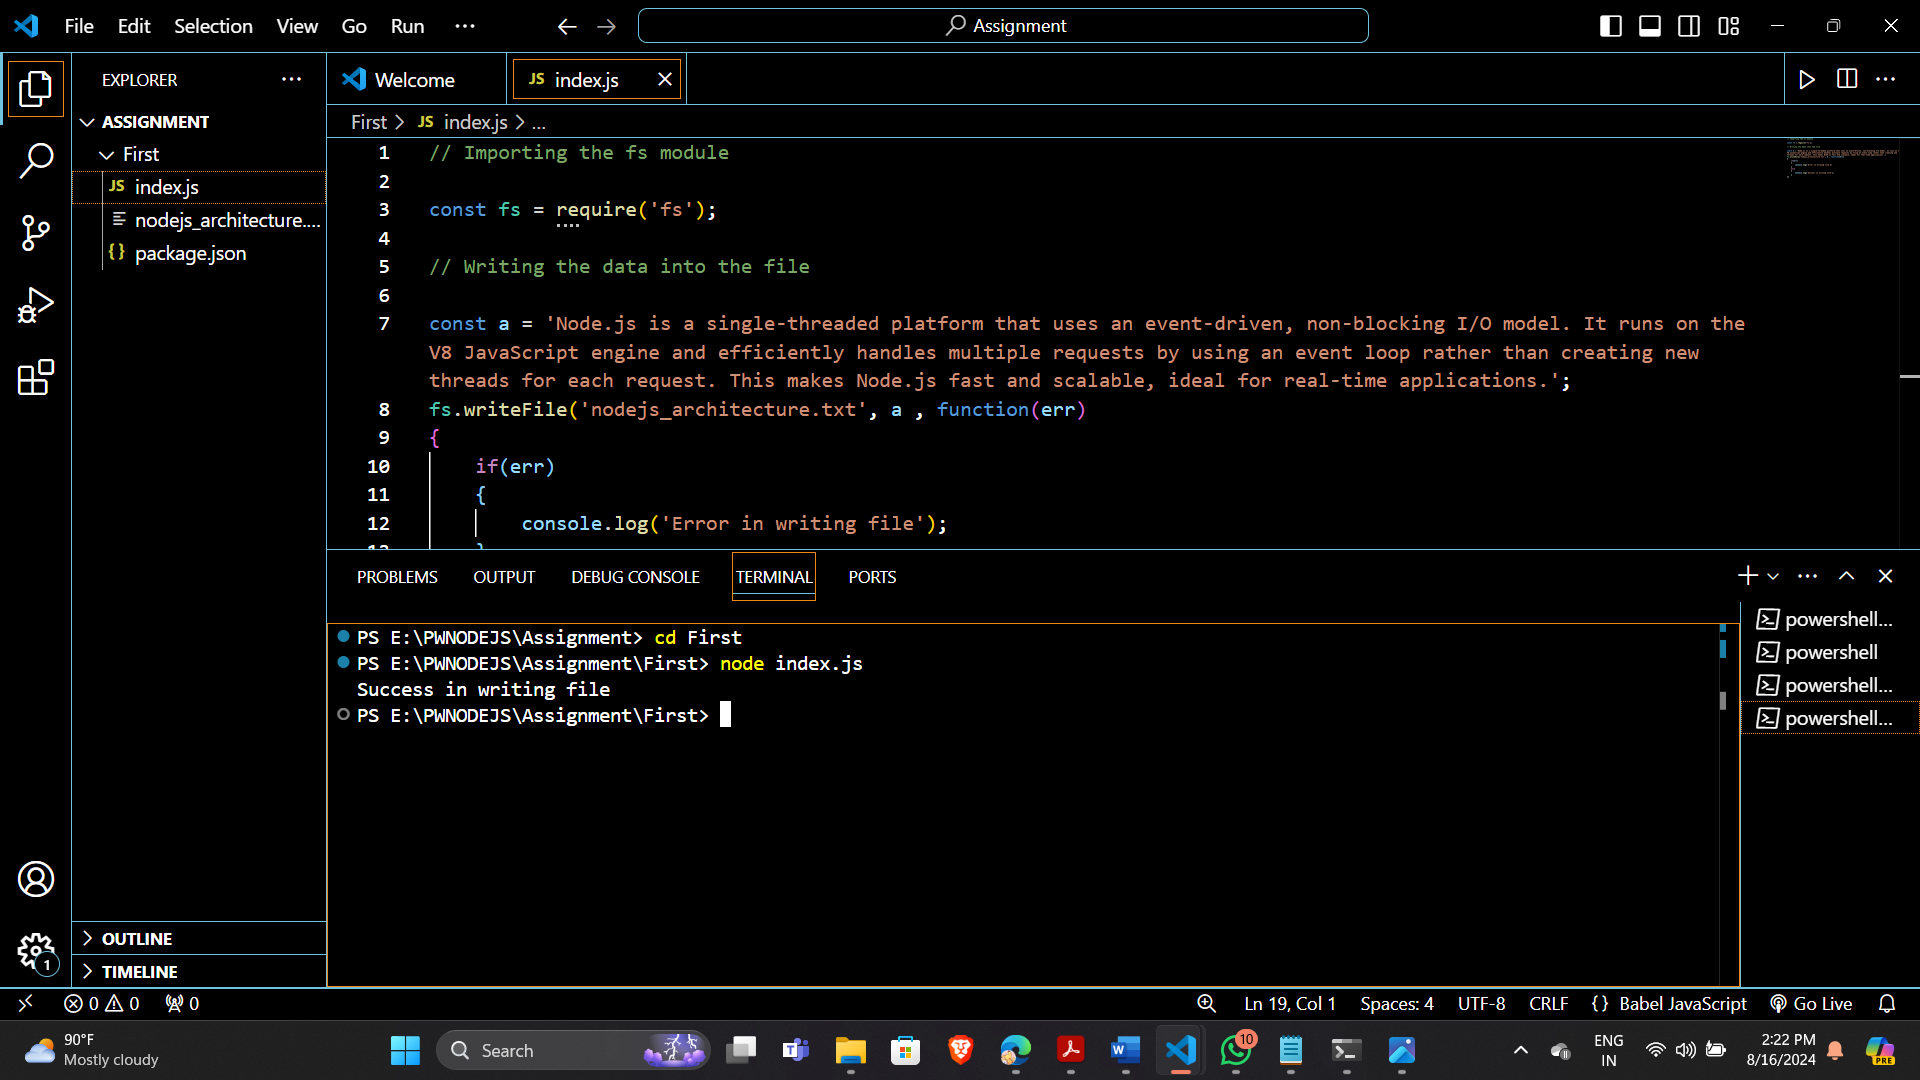 File Edit Selection View Go Run ··· Assignment
EXPLORER ···
ASSIGNMENT
First
JS index.js
nodejs_architecture....
{} package.json
OUTLINE
TIMELINE
Welcome
JS index.js
First > JS index.js > ...
1 // Importing the fs module
2
3 const fs = require('fs');
4
5 // Writing the data into the file
6
7 const a = 'Node.js is a single-threaded platform that uses an event-driven, non-blocking I/O model. It runs on the
V8 JavaScript engine and efficiently handles multiple requests by using an event loop rather than creating new
threads for each request. This makes Node.js fast and scalable, ideal for real-time applications.';
8 fs.writeFile('nodejs_architecture.txt', a , function(err)
9 {
10 if(err)
11 {
12 console.log('Error in writing file');
13 }
PROBLEMS OUTPUT DEBUG CONSOLE TERMINAL PORTS
PS E:\PWNODEJS\Assignment> cd First
PS E:\PWNODEJS\Assignment\First> node index.js
Success in writing file
PS E:\PWNODEJS\Assignment\First>
powershell...
powershell
powershell...
powershell...
1
0 0 0 Ln 19, Col 1 Spaces: 4 UTF-8 CRLF {} Babel JavaScript Go Live
90°F
Mostly cloudy
Search
10
ENG
IN
2:22 PM
8/16/2024
PRE